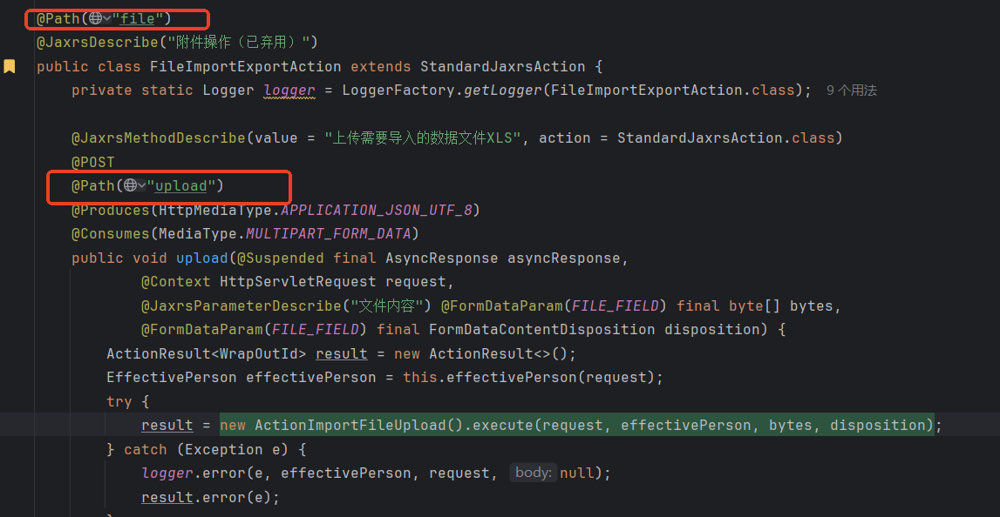 @Path("file")
@JaxrsDescribe("附件操作（已弃用）")
public class FileImportExportAction extends StandardJaxrsAction {
private static Logger logger = LoggerFactory.getLogger(FileImportExportAction.class); 9 个用法
@JaxrsMethodDescribe(value = "上传需要导入的数据文件XLS", action = StandardJaxrsAction.class)
@POST
@Path("upload")
@Produces(HttpMediaType.APPLICATION_JSON_UTF_8)
@Consumes(MediaType.MULTIPART_FORM_DATA)
public void upload(@Suspended final AsyncResponse asyncResponse,
@Context HttpServletRequest request,
@JaxrsParameterDescribe("文件内容") @FormDataParam(FILE_FIELD) final byte[] bytes,
@FormDataParam(FILE_FIELD) final FormDataContentDisposition disposition) {
ActionResult<WrapOutId> result = new ActionResult<>();
EffectivePerson effectivePerson = this.effectivePerson(request);
try {
result = new ActionImportFileUpload().execute(request, effectivePerson, bytes, disposition);
} catch (Exception e) {
logger.error(e, effectivePerson, request, body: null);
result.error(e);
}